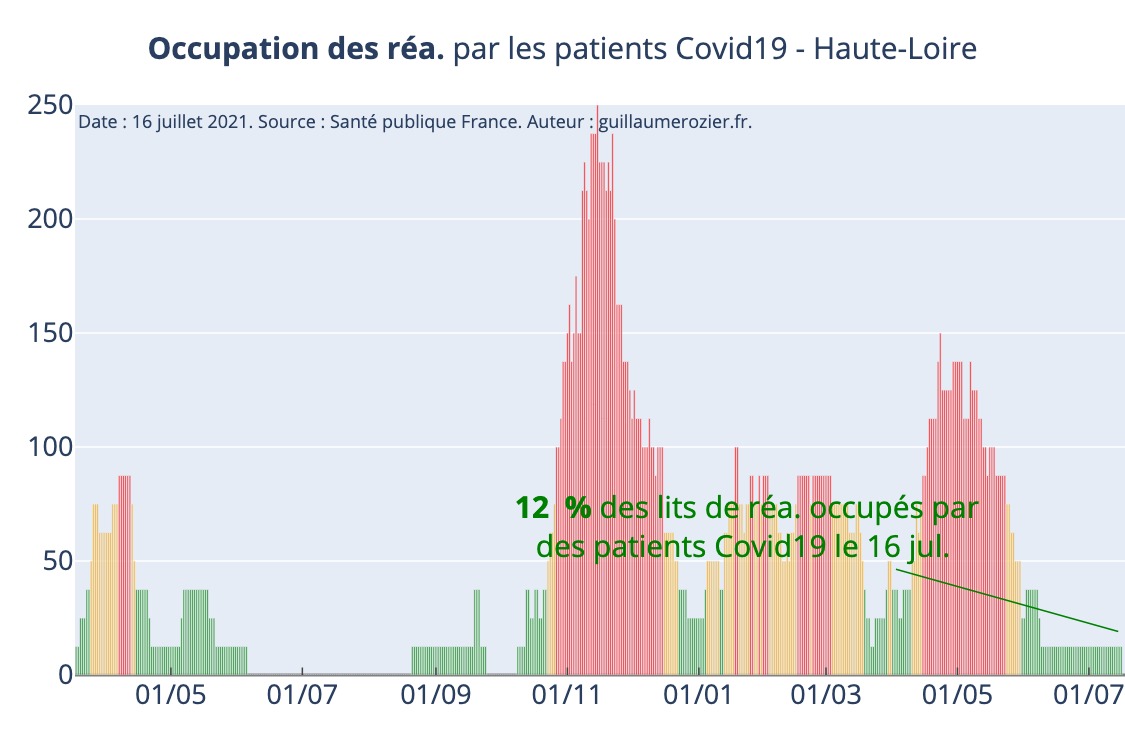 Occupation des réa. par les patients Covid19 - Haute-Loire
250
Date : 16 juillet 2021. Source : Santé publique France. Auteur : guillaumerozier.fr.
200
150
100
12 % des lits de réa. occupés par
des patients Covid19 le 16 jul.
50
0
01/05 01/07 01/09 01/11 01/01 01/03 01/05 01/07